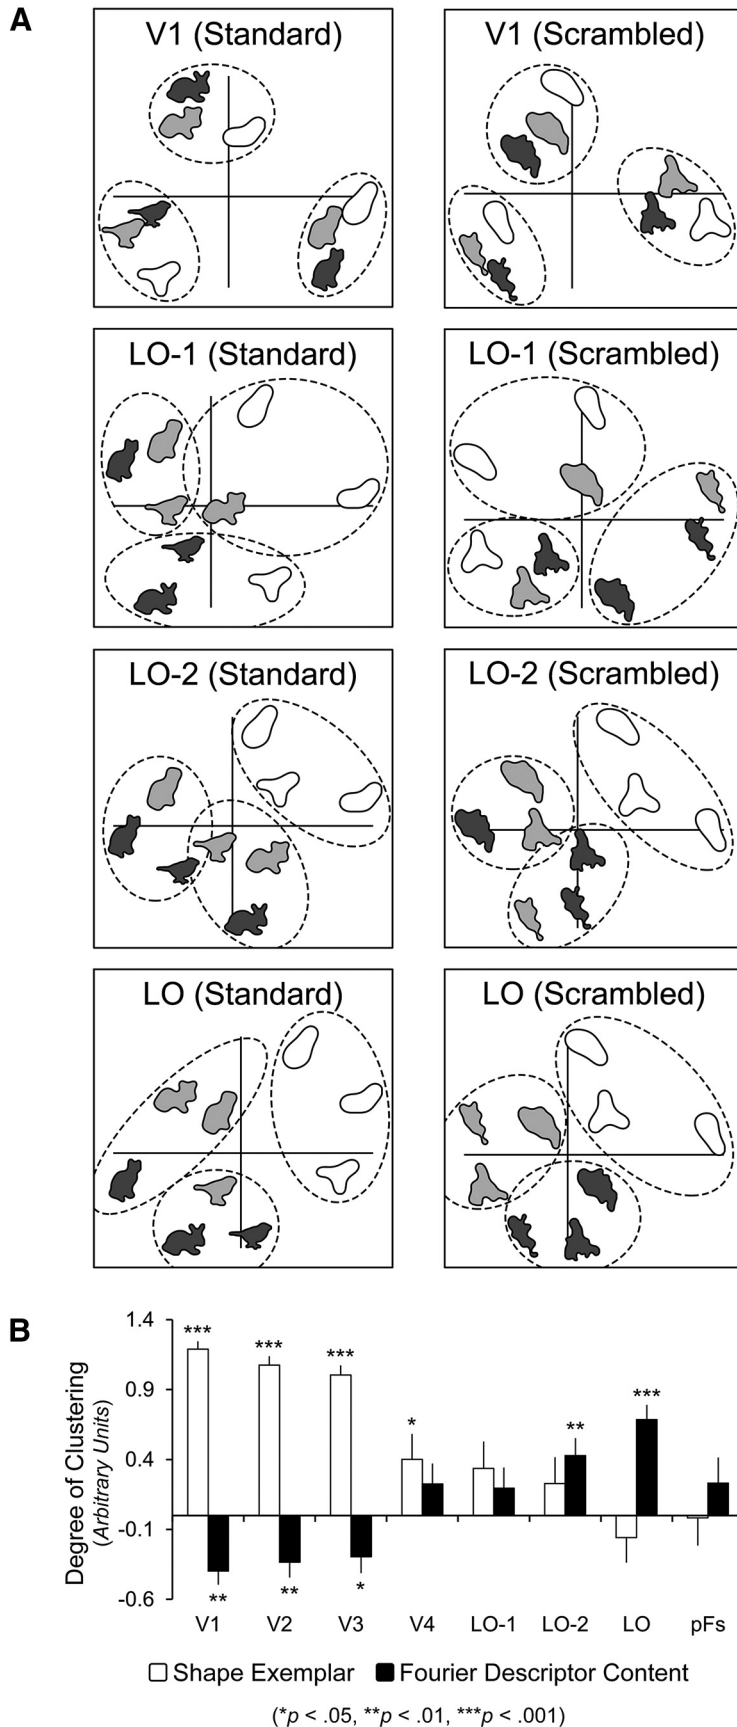 A
V1 (Standard)
V1 (Scrambled)
LO-1 (Standard)
LO-1 (Scrambled)
LO-2 (Standard)
LO-2 (Scrambled)
LO (Standard)
LO (Scrambled)
B
Degree of Clustering
(Arbitrary Units)
1.4
0.9
0.4
-0.1
-0.6
*** *** *** * ** ***
** ** *
V1 V2 V3 V4 LO-1 LO-2 LO pFs
Shape Exemplar Fourier Descriptor Content
(*p < .05, **p < .01, ***p < .001)